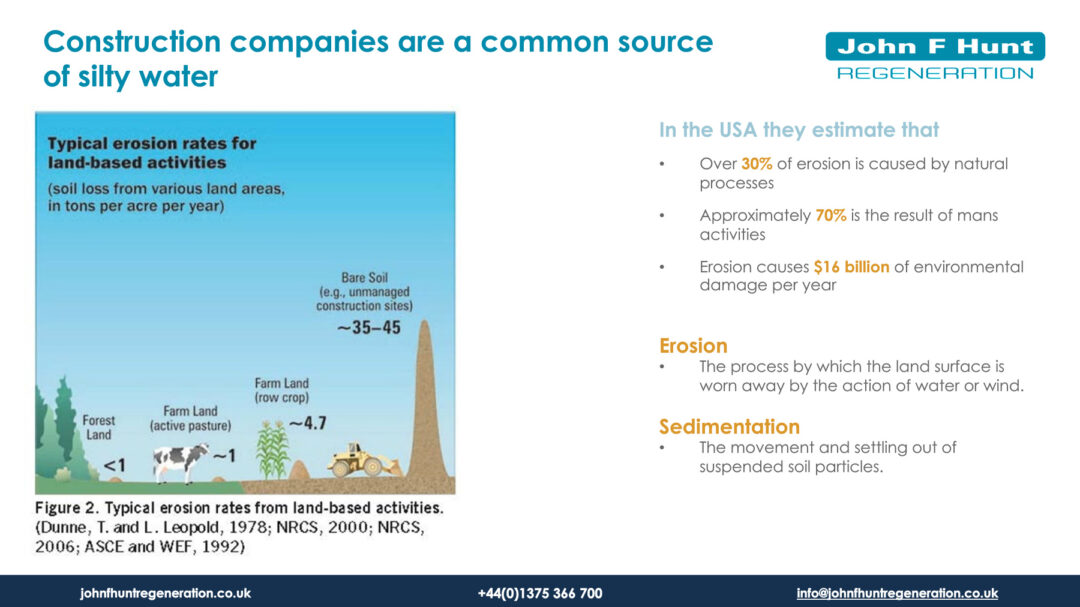 Construction companies are a common source
of silty water
John F Hunt
REGENERATION
Typical erosion rates for
land-based activities
(soil loss from various land areas,
in tons per acre per year)
Bare Soil
(e.g., unmanaged
construction sites)
~35–45
Farm Land
(row crop)
~4.7
Farm Land
(active pasture)
~1
Forest
Land
<1
Figure 2. Typical erosion rates from land-based activities.
(Dunne, T. and L. Leopold, 1978; NRCS, 2000; NRCS,
2006; ASCE and WEF, 1992)
In the USA they estimate that
• Over 30% of erosion is caused by natural
processes
• Approximately 70% is the result of mans
activities
• Erosion causes $16 billion of environmental
damage per year
Erosion
• The process by which the land surface is
worn away by the action of water or wind.
Sedimentation
• The movement and settling out of
suspended soil particles.
johnfhuntregeneration.co.uk
+44(0)1375 366 700
info@johnfhuntregeneration.co.uk